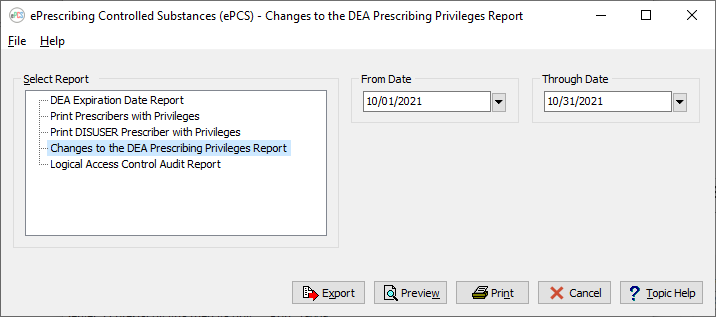 ePCS ePrescribing Controlled Substances (ePCS) - Changes to the DEA Prescribing Privileges Report
File Help
Select Report
DEA Expiration Date Report
Print Prescribers with Privileges
Print DISUSER Prescriber with Privileges
Changes to the DEA Prescribing Privileges Report
Logical Access Control Audit Report
From Date
10/01/2021
Through Date
10/31/2021
Export Preview Print Cancel ? Topic Help